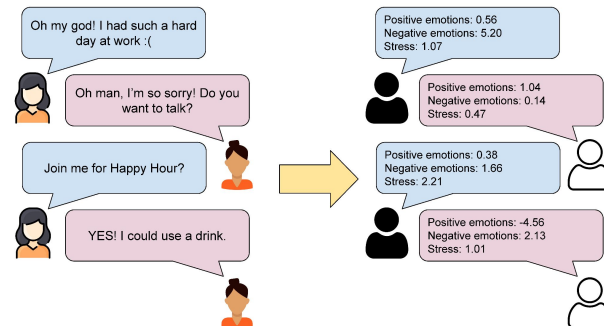 Oh my god! I had such a hard
day at work :(
Oh man, I'm so sorry! Do you
want to talk?
Join me for Happy Hour?
YES! I could use a drink.
Positive emotions: 0.56
Negative emotions: 5.20
Stress: 1.07
Positive emotions: 1.04
Negative emotions: 0.14
Stress: 0.47
Positive emotions: 0.38
Negative emotions: 1.66
Stress: 2.21
Positive emotions: -4.56
Negative emotions: 2.13
Stress: 1.01